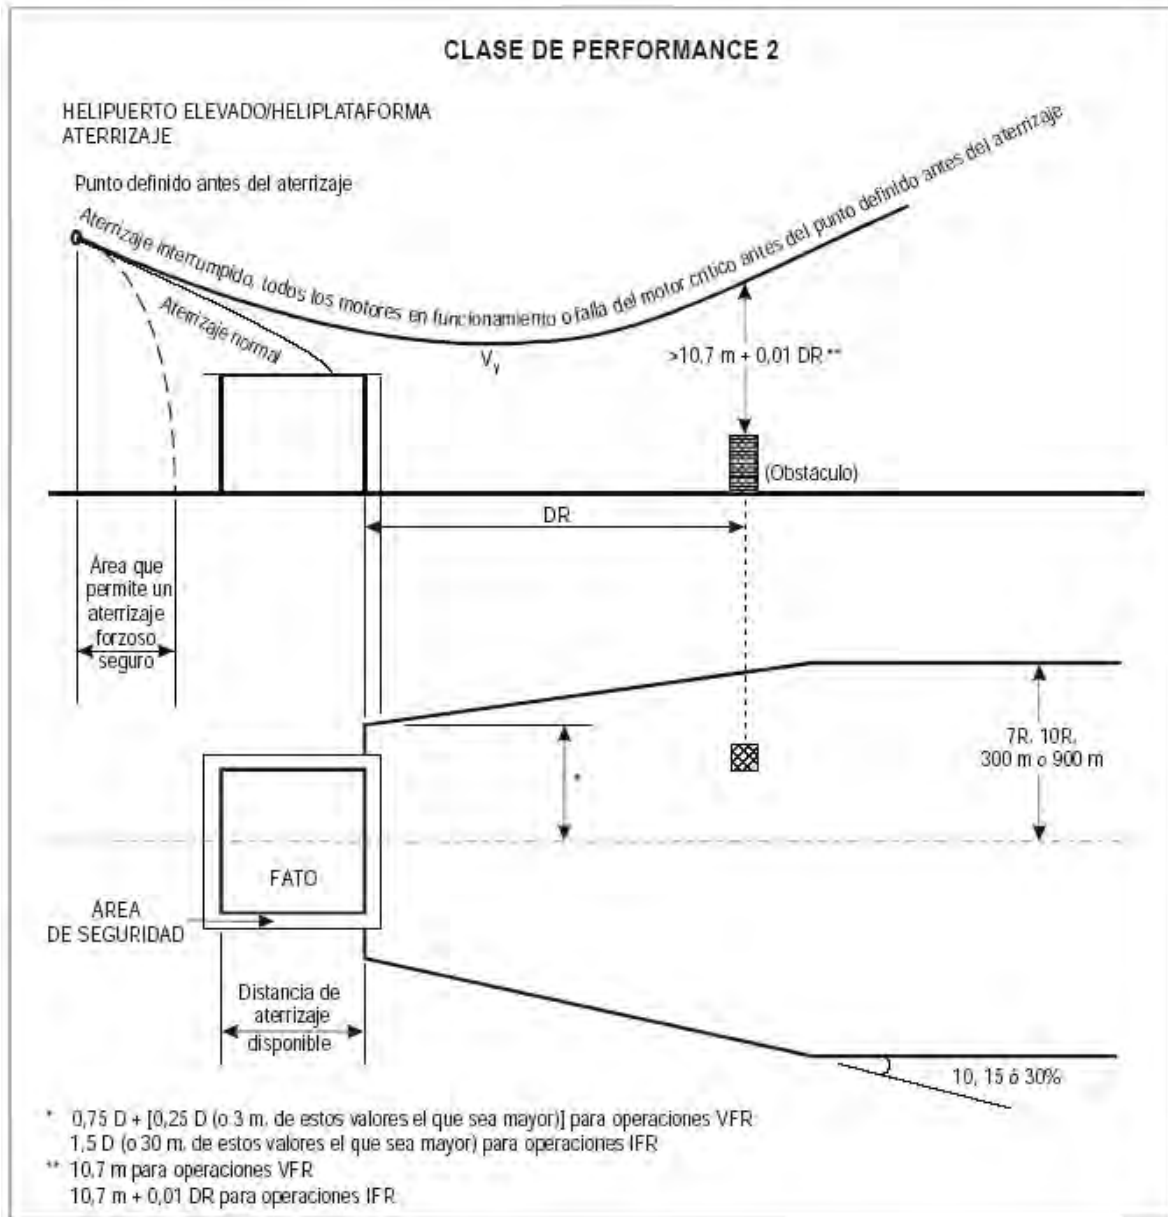 CLASE DE PERFORMANCE 2
HELIPUERTO ELEVADO/HELIPLATAFORMA
ATERRIZAJE
Punto definido antes del aterrizaje
Aterrizaje interrumpido, todos los motores en funcionamiento o falla del motor crítico antes del punto definido antes del aterrizaje
Aterrizaje normal
Vy
>10,7 m + 0,01 DR **
(Obstáculo)
DR
Área que
permite un
aterrizaje
forzoso
seguro
7R, 10R,
300 m o 900 m
*
FATO
ÁREA
DE SEGURIDAD
Distancia de
aterrizaje
disponible
10, 15 ó 30%
* 0,75 D + [0,25 D (o 3 m, de estos valores el que sea mayor)] para operaciones VFR
1,5 D (o 30 m, de estos valores el que sea mayor) para operaciones IFR
** 10,7 m para operaciones VFR
10,7 m + 0,01 DR para operaciones IFR